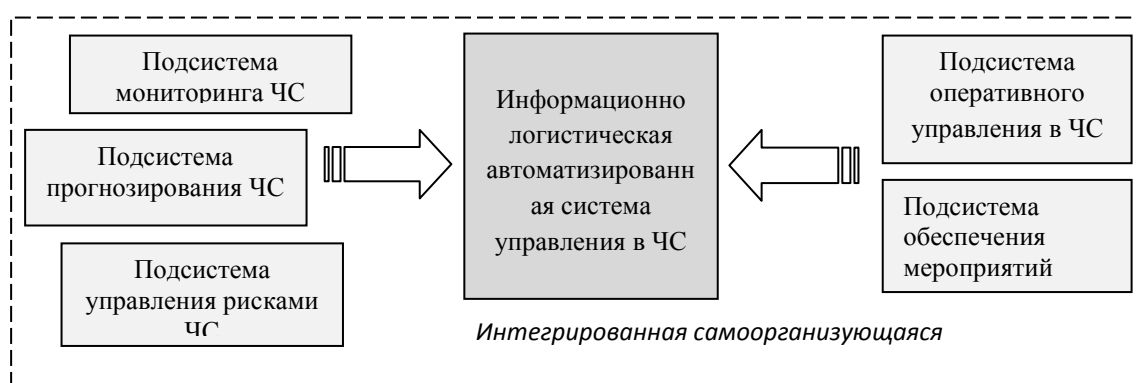 Подсистема
мониторинга ЧС
Подсистема
прогнозирования ЧС
Подсистема
управления рисками
ЧС
Информационно
логистическая
автоматизированн
ая система
управления в ЧС
Подсистема
оперативного
управления в ЧС
Подсистема
обеспечения
мероприятий
Интегрированная самоорганизующаяся